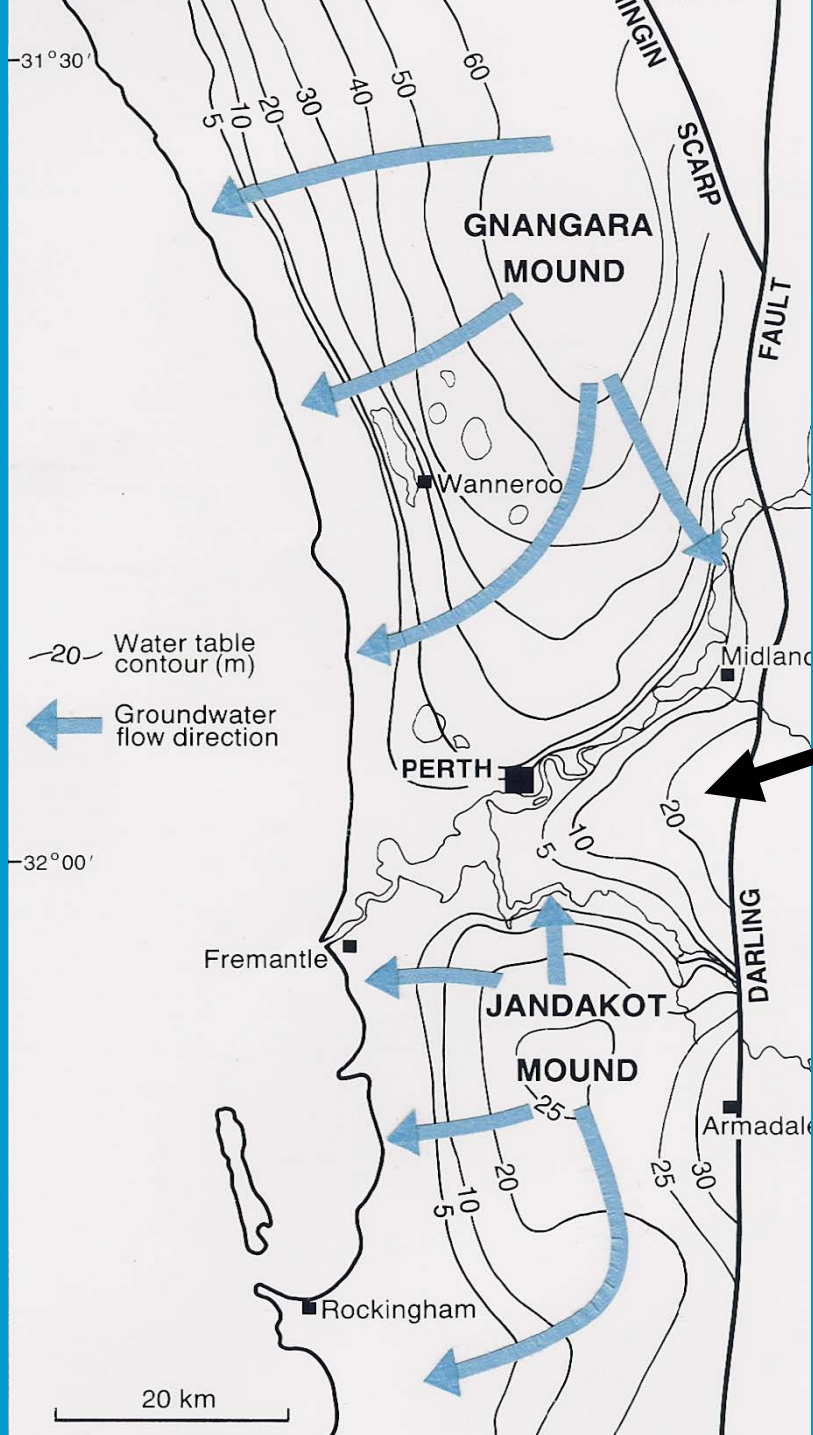 31°30′
5
10
20
30
40
50
60
INGIN
SCARP
GNANGARA
MOUND
FAULT
Wanneroo
20
Water table
contour (m)
Groundwater
flow direction
Midland
PERTH
20
10
5
32°00′
Fremantle
DARLING
JANDAKOT
MOUND
25
Armadale
5
10
20
25
30
Rockingham
20 km